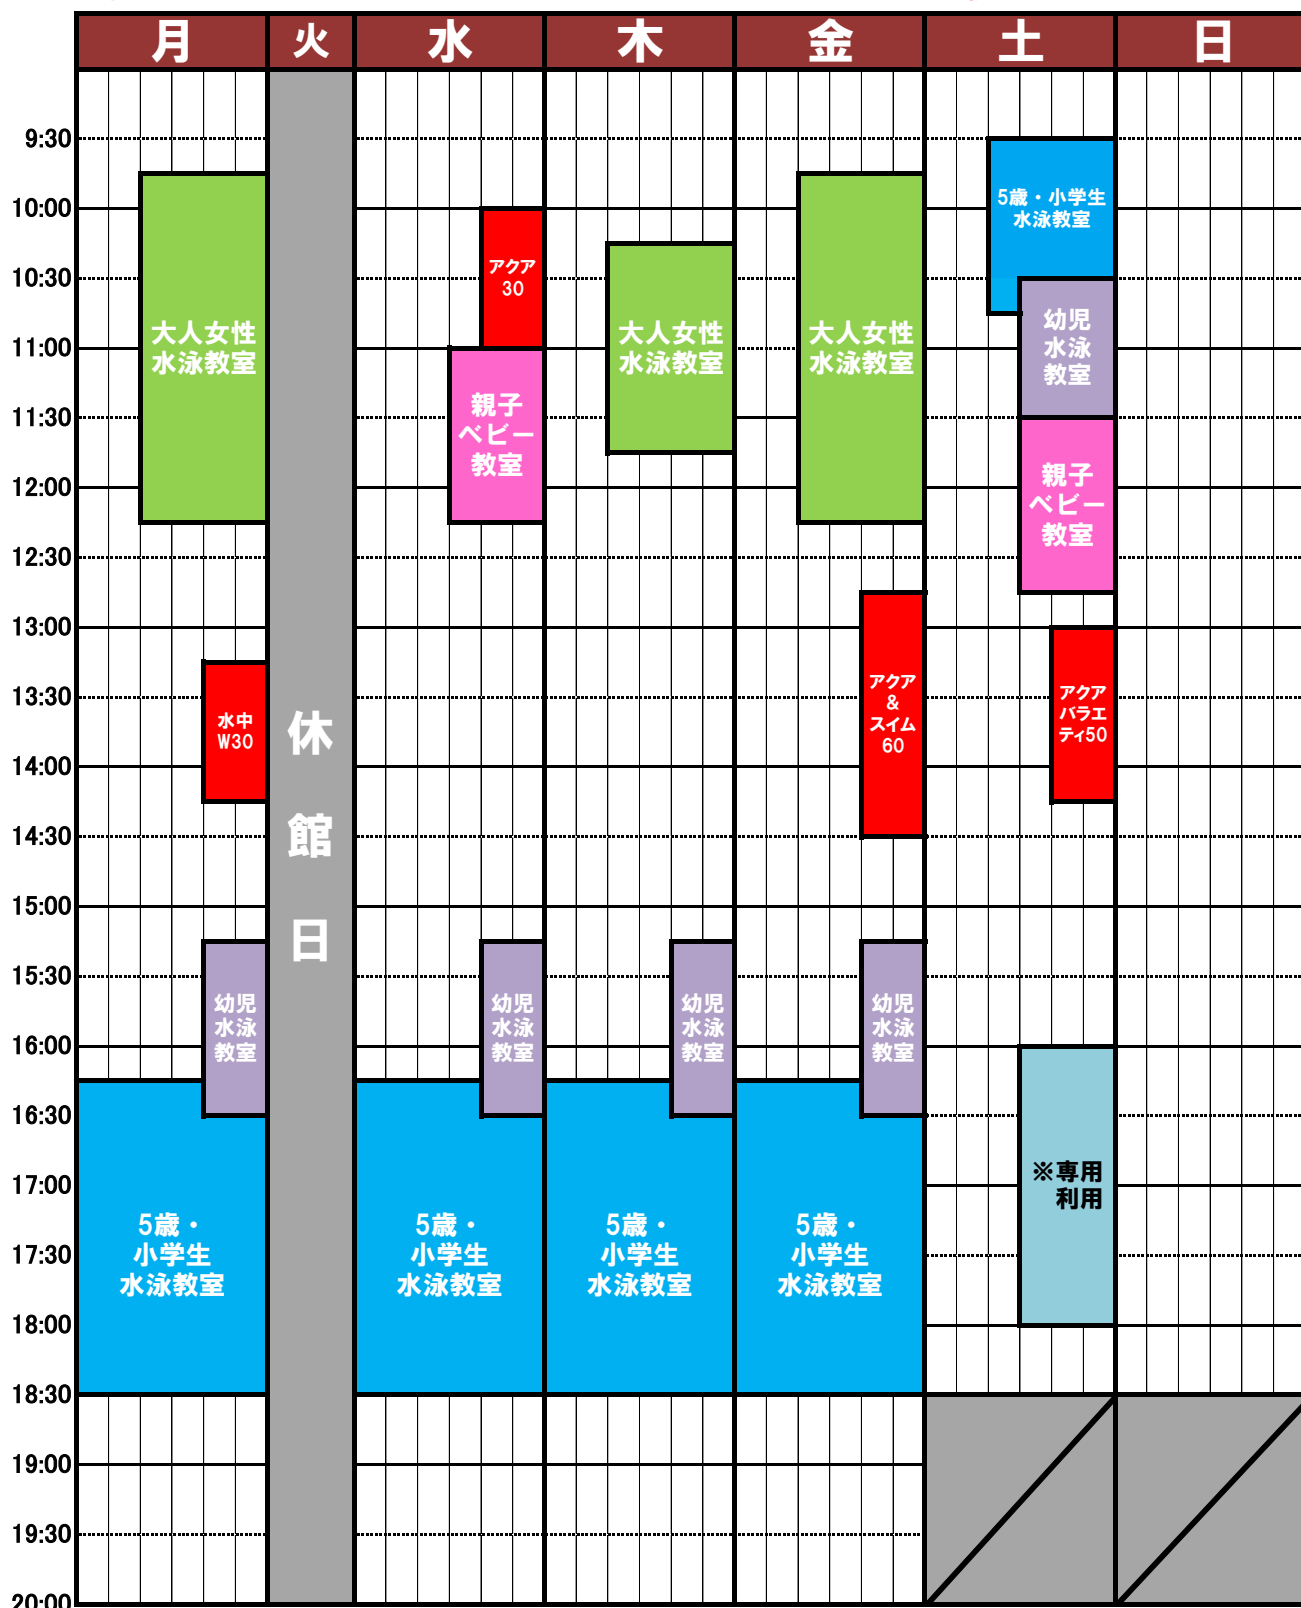 月 火 水 木 金 土 日
9:30
10:00
10:30
11:00
11:30
12:00
12:30
13:00
13:30
14:00
14:30
15:00
15:30
16:00
16:30
17:00
17:30
18:00
18:30
19:00
19:30
20:00
大人女性
水泳教室
水中
W30
幼児
水泳
教室
5歳・
小学生
水泳教室
休
館
日
アクア
30
親子
ベビー
教室
幼児
水泳
教室
5歳・
小学生
水泳教室
大人女性
水泳教室
幼児
水泳
教室
5歳・
小学生
水泳教室
大人女性
水泳教室
アクア
&
スイム
60
幼児
水泳
教室
5歳・
小学生
水泳教室
5歳・小学生
水泳教室
幼児
水泳
教室
親子
ベビー
教室
アクア
バラエ
ティ50
※専用
利用